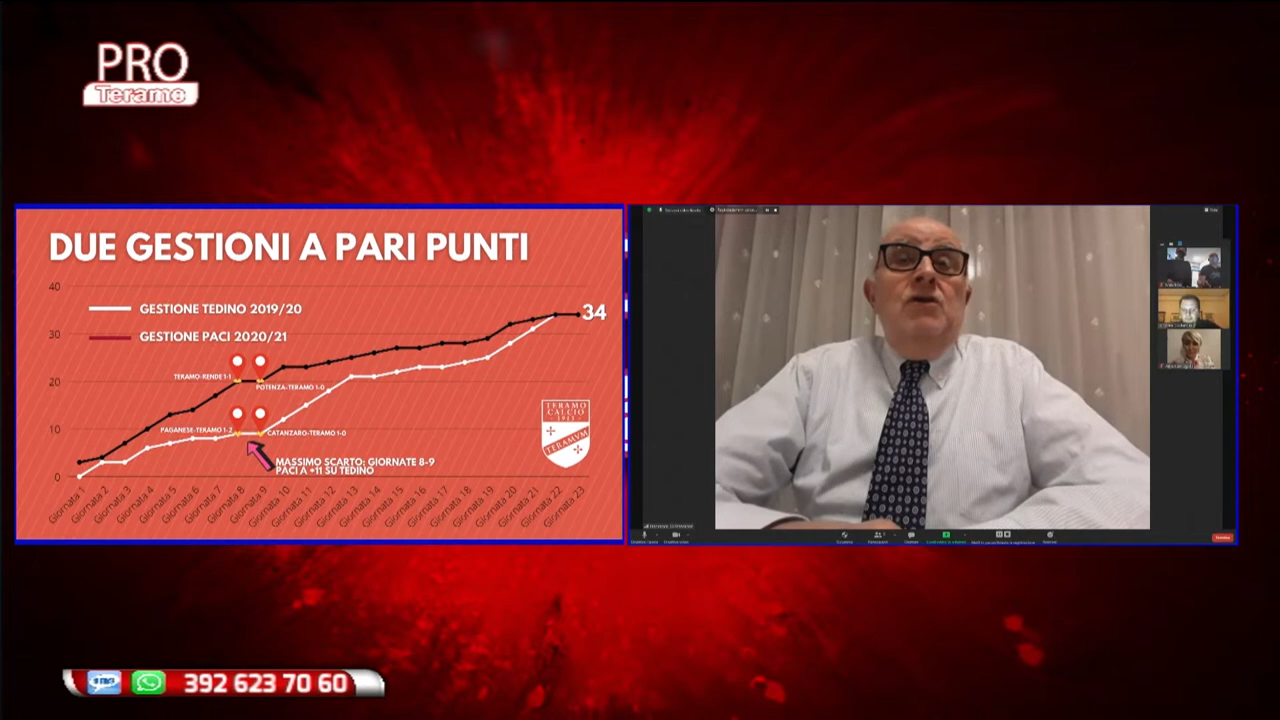 PRO
Teramo
DUE GESTIONI A PARI PUNTI
40
GESTIONE TEDINO 2019/20
34
30
GESTIONE PACI 2020/21
TERAMO-RENDE 1-1
20
POTENZA-TERAMO 1-0
TERAMO
CALCIO
1913
TERAMVM
10
PAGANESE-TERAMO 1-2
CATANZARO-TERAMO 1-0
MASSIMO SCARTO: GIORNATE 8-9
PACI A +11 SU TEDINO
0
Giornata 1
Giornata 2
Giornata 3
Giornata 4
Giornata 5
Giornata 6
Giornata 7
Giornata 8
Giornata 9
Giornata 10
Giornata 11
Giornata 12
Giornata 13
Giornata 14
Giornata 15
Giornata 16
Giornata 17
Giornata 18
Giornata 19
Giornata 20
Giornata 21
Giornata 22
Giornata 23
392 623 70 60